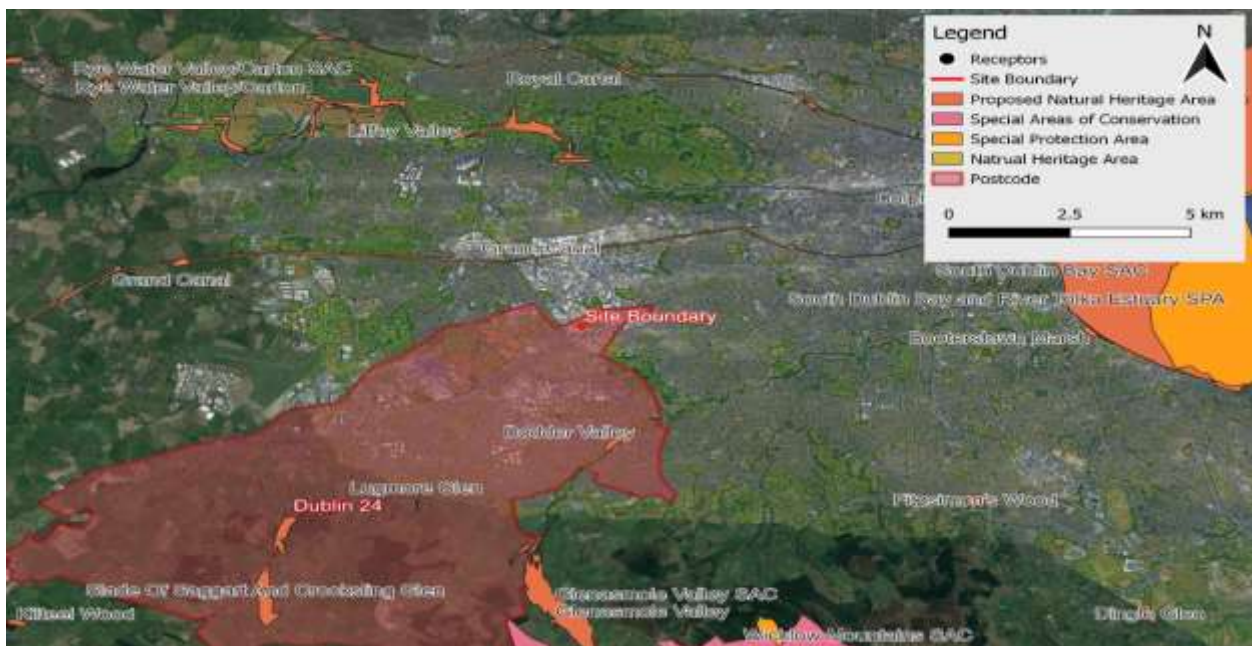 Legend
N
Receptors
Site Boundary
Proposed Natural Heritage Area
Special Areas of Conservation
Special Protection Area
Natrual Heritage Area
Postcode
0 2.5 5 km
Rye Water Valley/Carton SAC
Rye Water Valley/Carton
Royal Canal
Liffey Valley
Grand Canal
Grand Canal
South Dublin Bay SAC
South Dublin Bay and River Tolka Estuary SPA
Site Boundary
Booterstown Marsh
Dodder Valley
Lugmore Glen
Dublin 24
Fitzsimon's Wood
Slade Of Saggart And Crooksling Glen
Glenasmole Valley SAC
Glenasmole Valley
Kilteel Wood
Dingle Glen
Wicklow Mountains SAC